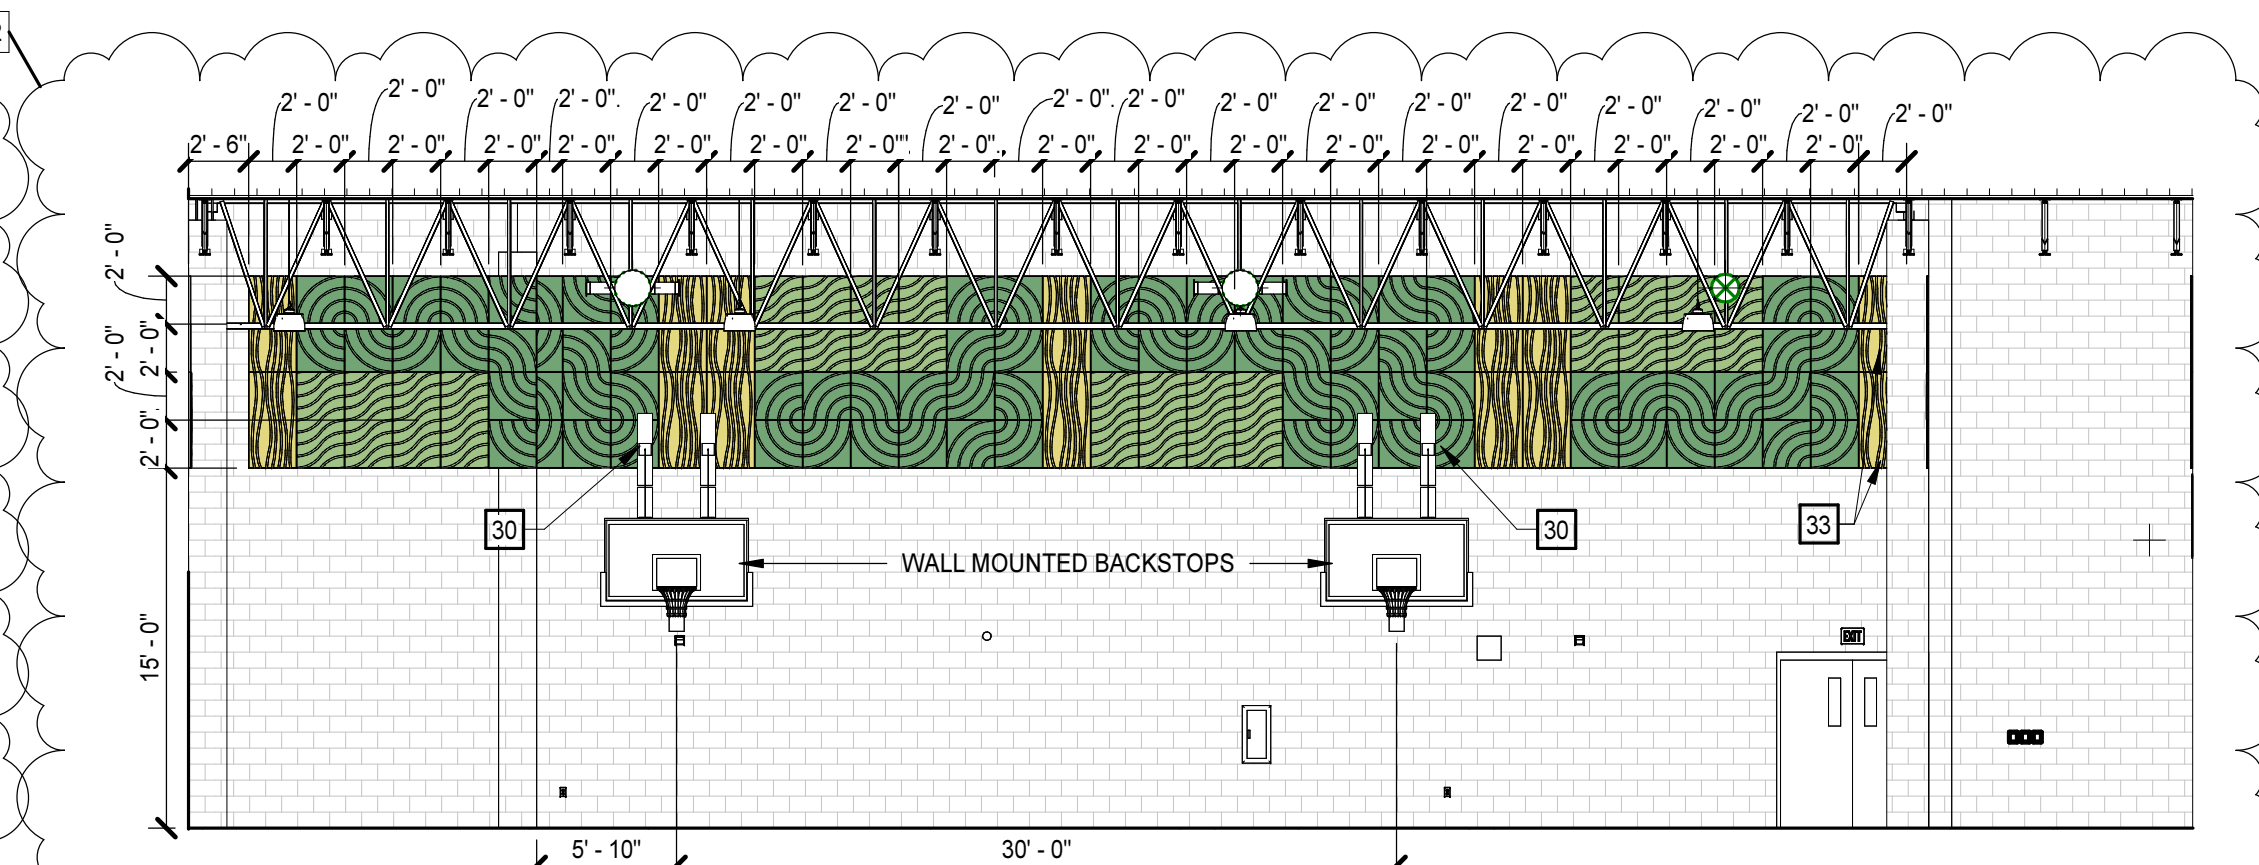 2' - 0" 2' - 0" 2' - 0" 2' - 0". 2' - 0" 2' - 0" 2' - 0" 2' - 0" 2' - 0". 2' - 0" 2' - 0" 2' - 0" 2' - 0" 2' - 0" 2' - 0" 2' - 0" 2' - 0" 2' - 0"
2' - 6" 2' - 0" 2' - 0" 2' - 0" 2' - 0" 2' - 0" 2' - 0" 2' - 0" 2' - 0" 2' - 0" 2' - 0" 2' - 0" 2' - 0" 2' - 0" 2' - 0" 2' - 0" 2' - 0"
2' - 0"
2' - 0"
2' - 0"
2' - 0"
15' - 0"
30
30
33
WALL MOUNTED BACKSTOPS
EXIT
5' - 10" 30' - 0"